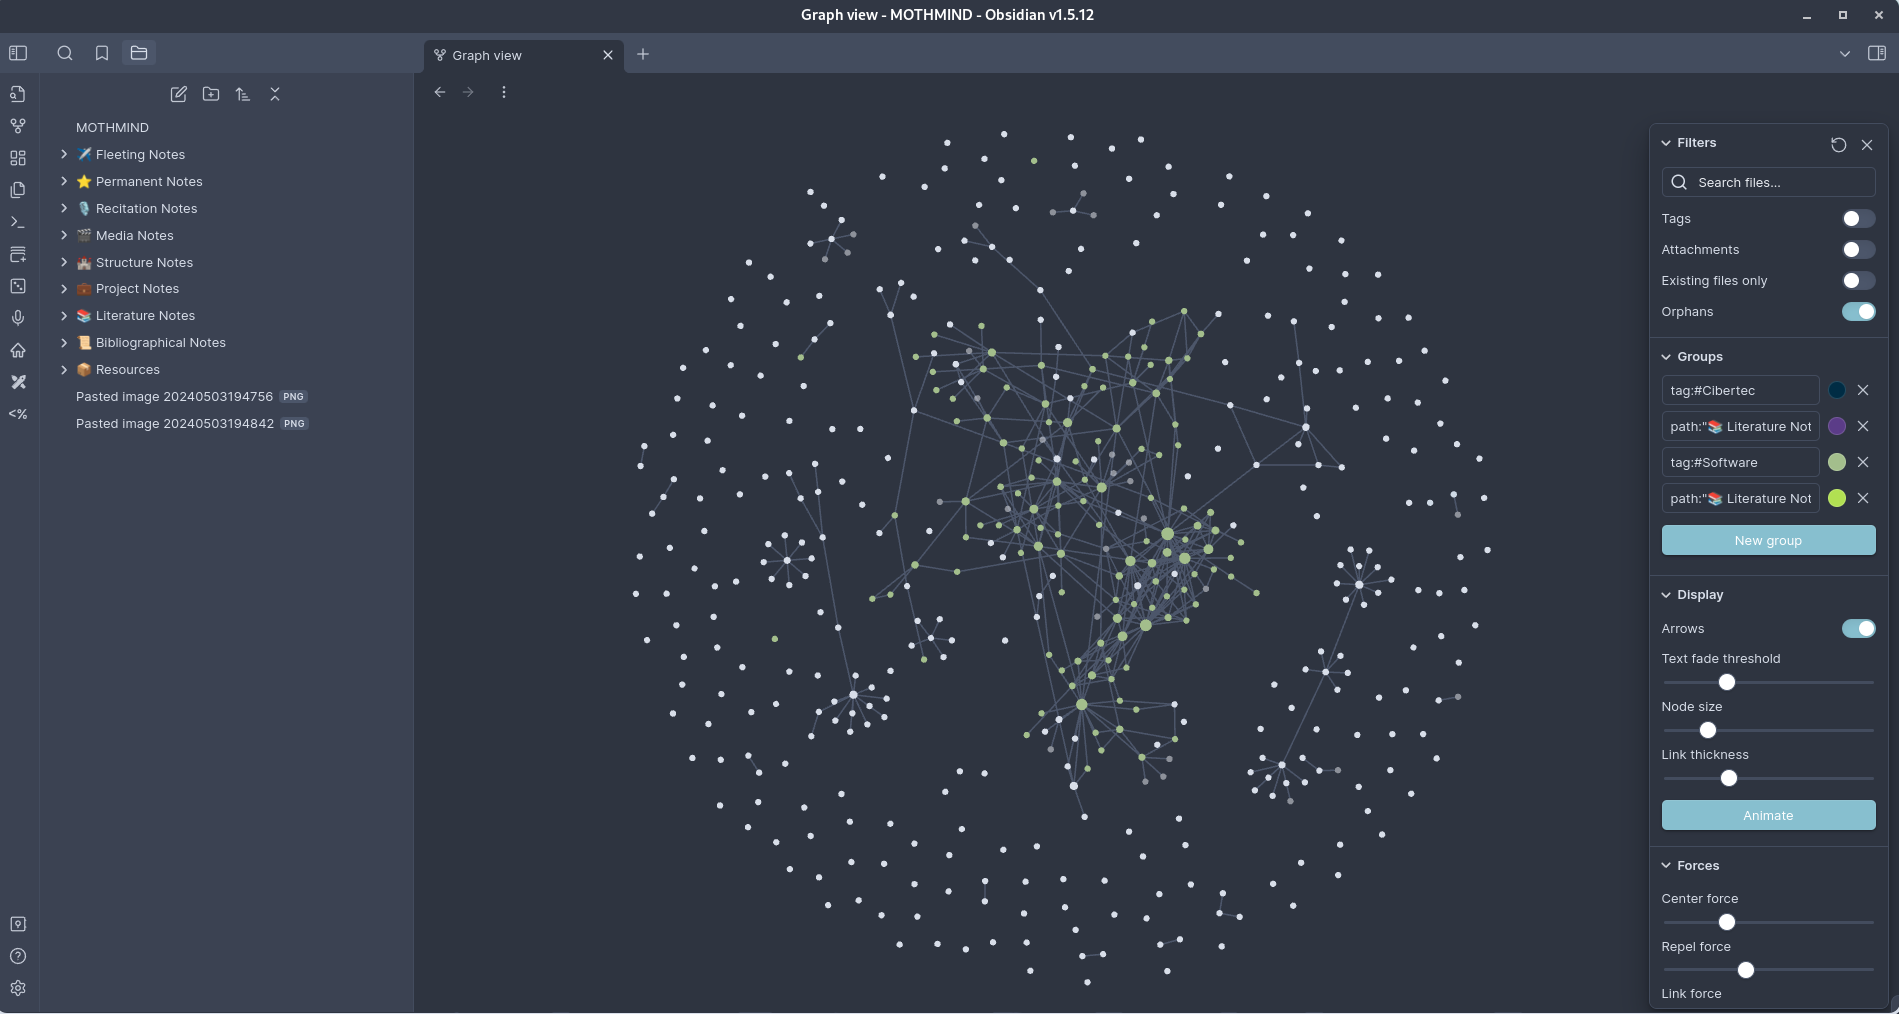 Graph view - MOTHMIND - Obsidian v1.5.12
Graph view
MOTHMIND
Fleeting Notes
Permanent Notes
Recitation Notes
Media Notes
Structure Notes
Project Notes
Literature Notes
Bibliographical Notes
Resources
Pasted image 20240503194756 PNG
Pasted image 20240503194842 PNG
Filters
Search files...
Tags
Attachments
Existing files only
Orphans
Groups
tag:#Cibertec
path:"📚 Literature Not
tag:#Software
path:"📚 Literature Not
New group
Display
Arrows
Text fade threshold
Node size
Link thickness
Animate
Forces
Center force
Repel force
Link force